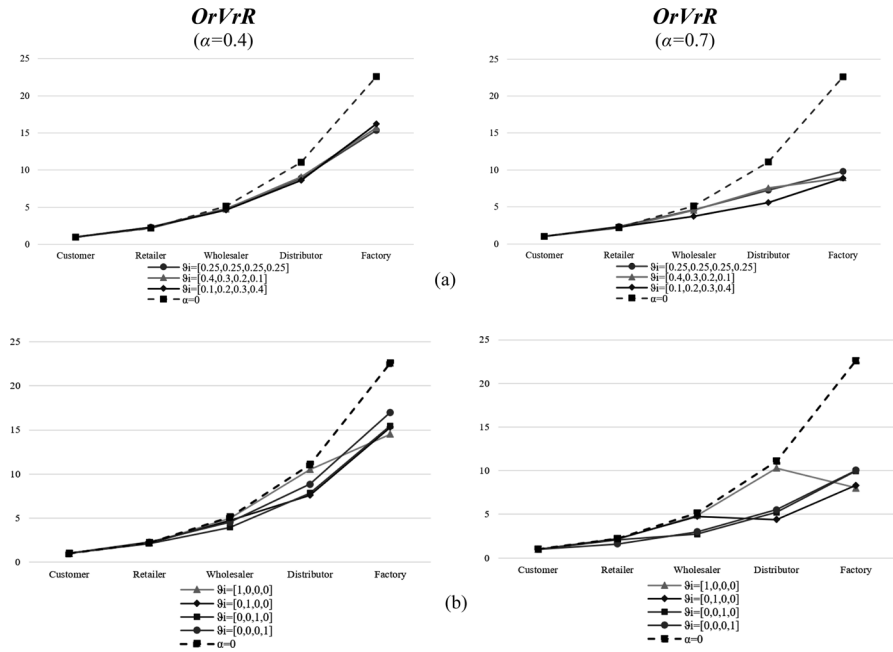 OrVrR
(α=0.4)
25
20
15
10
5
0
Customer Retailer Wholesaler Distributor Factory
ϑi=[0.25,0.25,0.25,0.25]
ϑi=[0.4,0.3,0.2,0.1]
ϑi=[0.1,0.2,0.3,0.4]
α=0
OrVrR
(α=0.7)
25
20
15
10
5
0
Customer Retailer Wholesaler Distributor Factory
ϑi=[0.25,0.25,0.25,0.25]
ϑi=[0.4,0.3,0.2,0.1]
ϑi=[0.1,0.2,0.3,0.4]
α=0
(a)
25
20
15
10
5
0
Customer Retailer Wholesaler Distributor Factory
ϑi=[1,0,0,0]
ϑi=[0,1,0,0]
ϑi=[0,0,1,0]
ϑi=[0,0,0,1]
α=0
25
20
15
10
5
0
Customer Retailer Wholesaler Distributor Factory
ϑi=[1,0,0,0]
ϑi=[0,1,0,0]
ϑi=[0,0,1,0]
ϑi=[0,0,0,1]
α=0
(b)